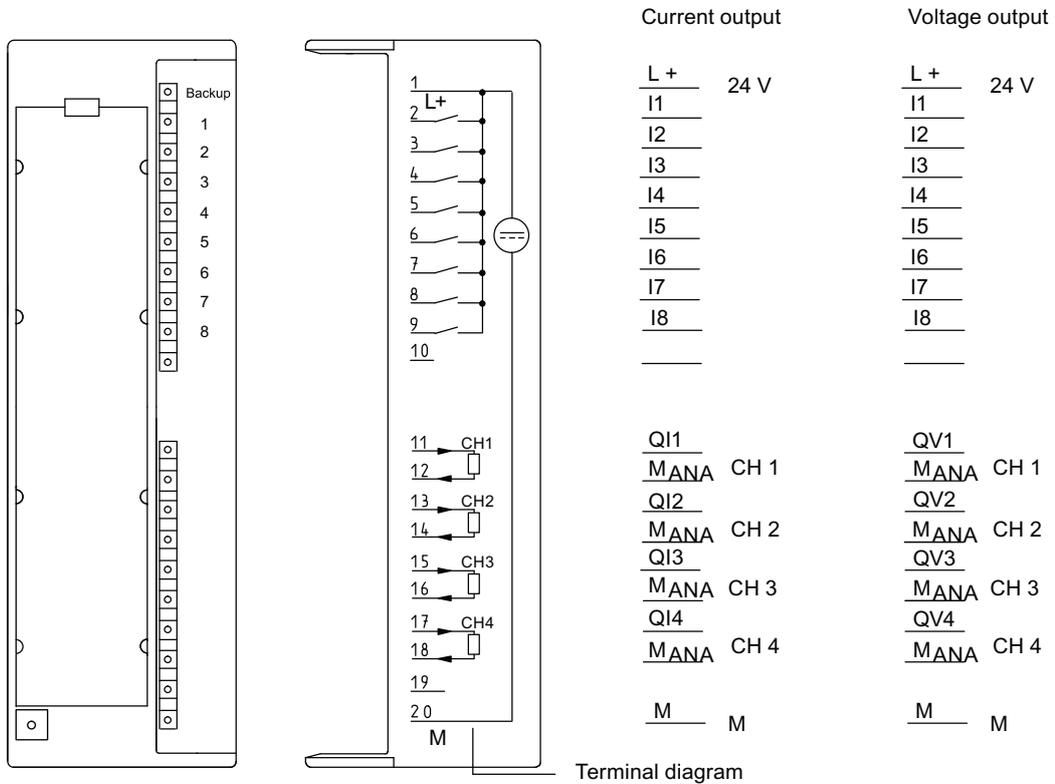 Current output
Voltage output
Backup
1
2
3
4
5
6
7
8
1
L+
2
3
4
5
6
7
8
9
10
11 CH1
12
13 CH2
14
15 CH3
16
17 CH4
18
19
20
M
Terminal diagram
L + 24 V
I1
I2
I3
I4
I5
I6
I7
I8
QI1
MANA CH 1
QI2
MANA CH 2
QI3
MANA CH 3
QI4
MANA CH 4
M M
L + 24 V
I1
I2
I3
I4
I5
I6
I7
I8
QV1
MANA CH 1
QV2
MANA CH 2
QV3
MANA CH 3
QV4
MANA CH 4
M M